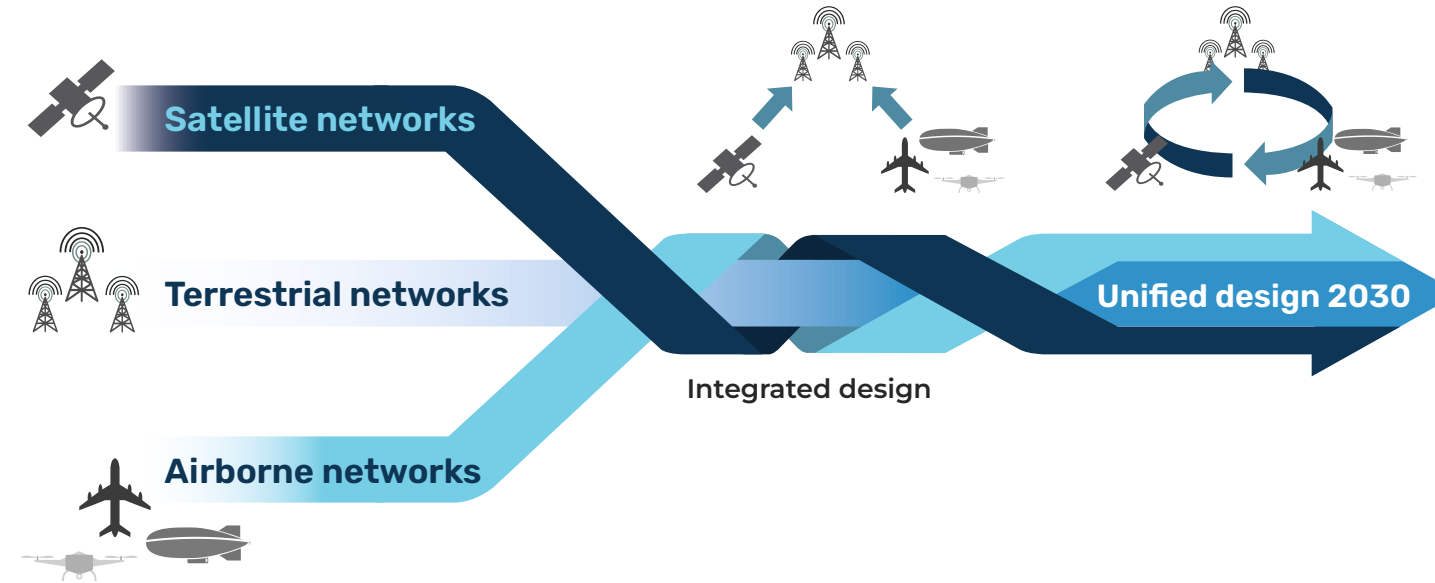 Satellite networks
Terrestrial networks
Unified design 2030
Integrated design
Airborne networks